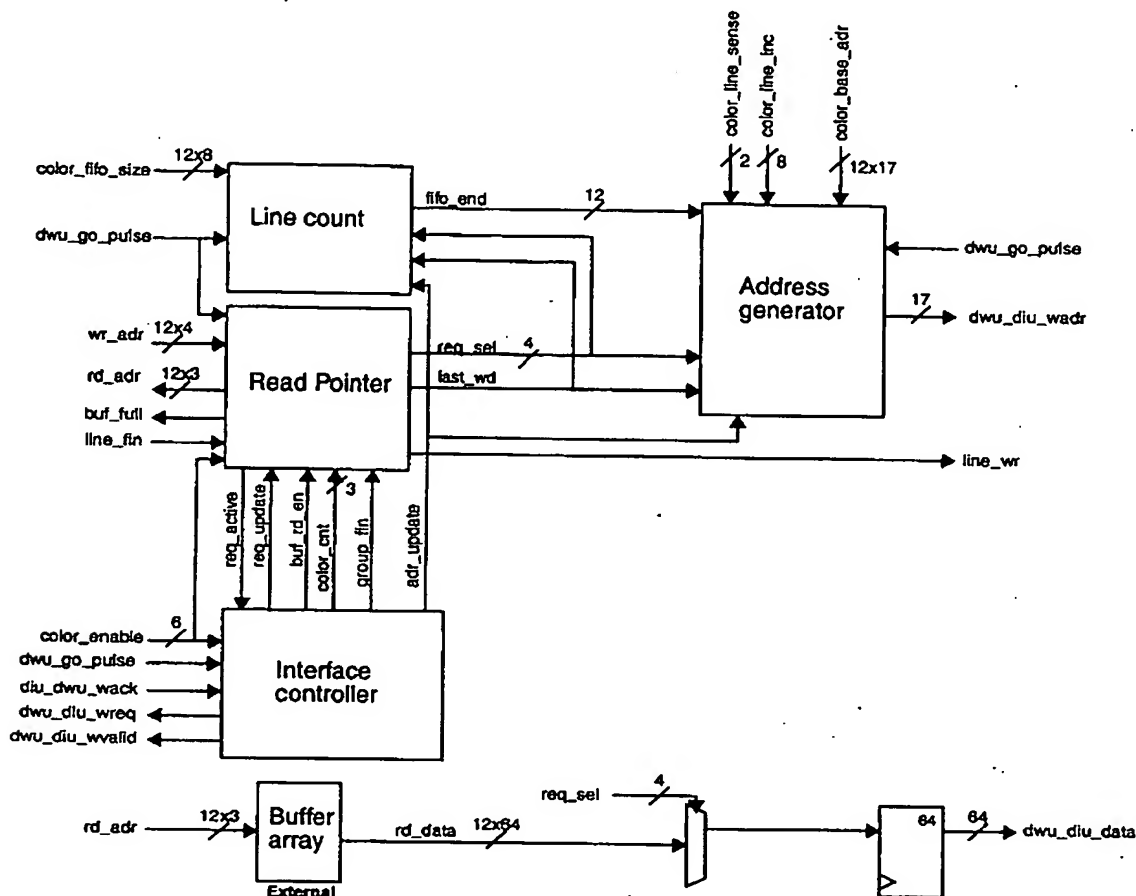 color_line_sense
color_line_inc
color_base_adr
2
8
12x17
color_fifo_size
12x8
Line count
fifo_end
12
dwu_go_pulse
Address
generator
dwu_go_pulse
17
dwu_diu_wadr
wr_adr
12x4
rd_adr
12x3
buf_full
line_fin
Read Pointer
req_sel
4
last_wd
line_wr
req_active
req_update
buf_rd_en
color_cnt
3
group_fin
adr_update
color_enable
6
dwu_go_pulse
diu_dwu_wack
dwu_diu_wreq
dwu_diu_wvalid
Interface
controller
rd_adr
12x3
Buffer
array
External
rd_data
12x64
req_sel
4
64
64
dwu_diu_data